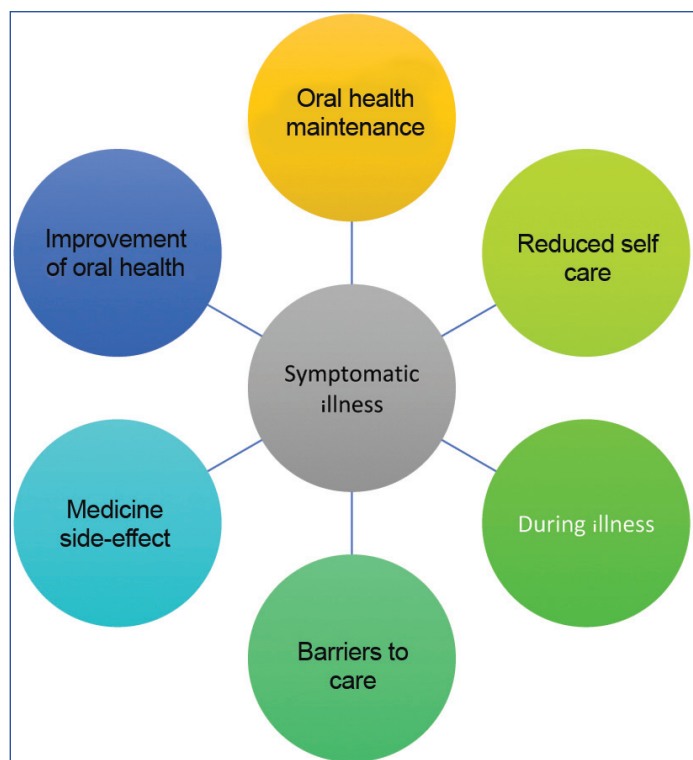 Oral health
maintenance
Improvement
of oral health
Reduced self
care
Symptomatic
illness
Medicine
side-effect
During illness
Barriers to
care